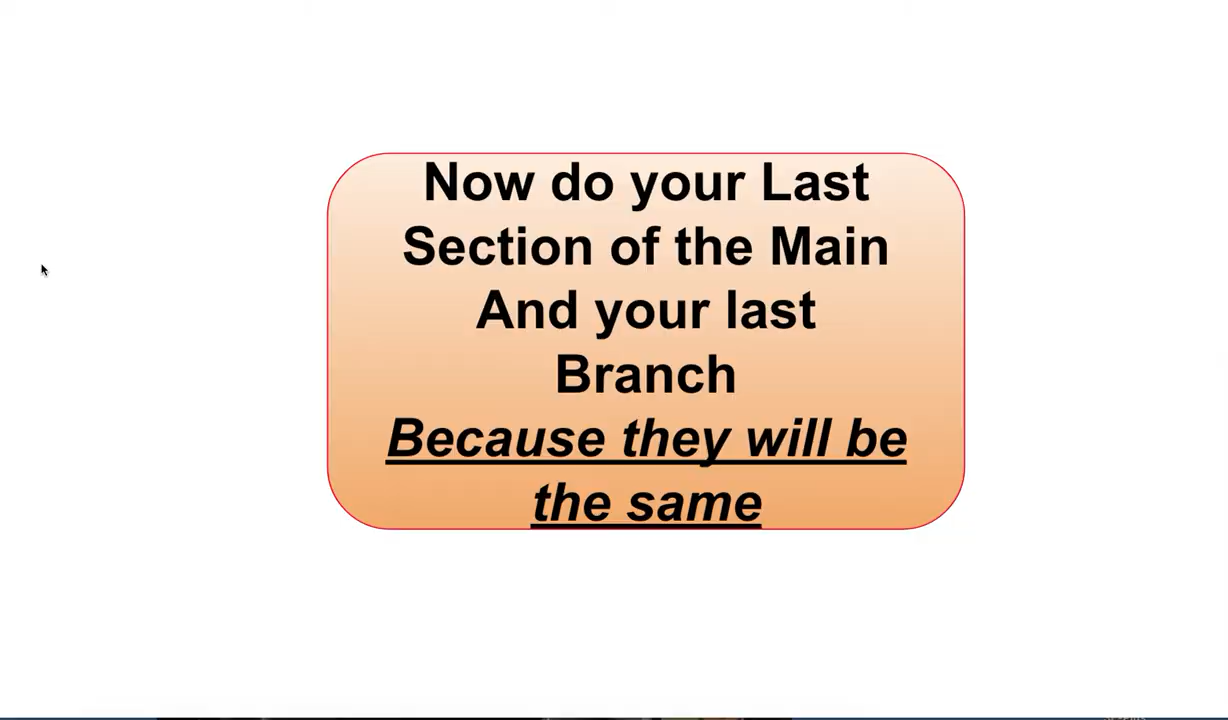 Now do your Last
Section of the Main
And your last
Branch
Because they will be
the same